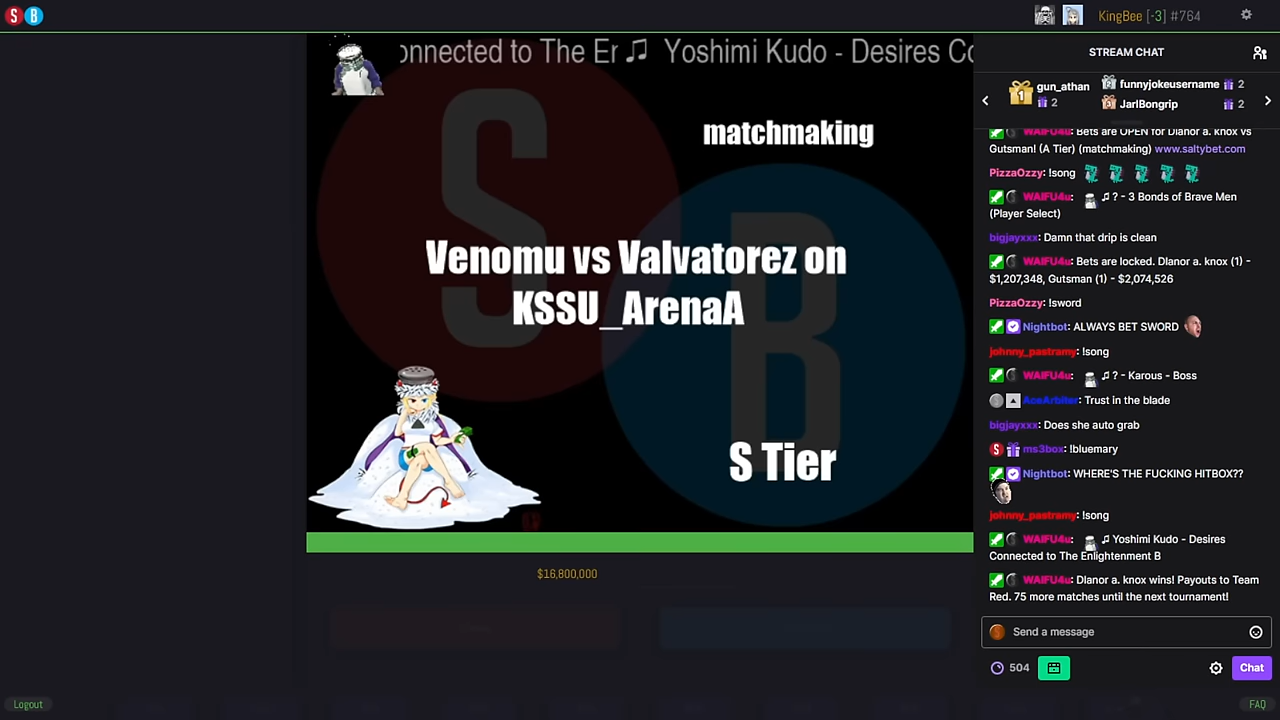 S B
KingBee [-3] #764
onnected to The Er ♫ Yoshimi Kudo - Desires Co
matchmaking
Venomu vs Valvatorez on
KSSU_ArenaA
S B
S Tier
$16,800,000
Logout
FAQ
STREAM CHAT
1 gun_athan 2
2 funnyjokeusername 2
3 JarlBongrip 2
WAIFU4u: Bets are OPEN for Dlanor a. knox vs
Gutsman! (A Tier) (matchmaking) www.saltybet.com
PizzaOzzy: !song
WAIFU4u: ♫ ? - 3 Bonds of Brave Men
(Player Select)
bigjayxxx: Damn that drip is clean
WAIFU4u: Bets are locked. Dlanor a. knox (1) -
$1,207,348, Gutsman (1) - $2,074,526
PizzaOzzy: !sword
Nightbot: ALWAYS BET SWORD
johnny_pastramy: !song
WAIFU4u: ♫ ? - Karous - Boss
AceArbiter: Trust in the blade
bigjayxxx: Does she auto grab
ms3box: !bluemary
Nightbot: WHERE'S THE FUCKING HITBOX??
johnny_pastramy: !song
WAIFU4u: ♫ Yoshimi Kudo - Desires
Connected to The Enlightenment B
WAIFU4u: Dlanor a. knox wins! Payouts to Team
Red. 75 more matches until the next tournament!
Send a message
504
Chat